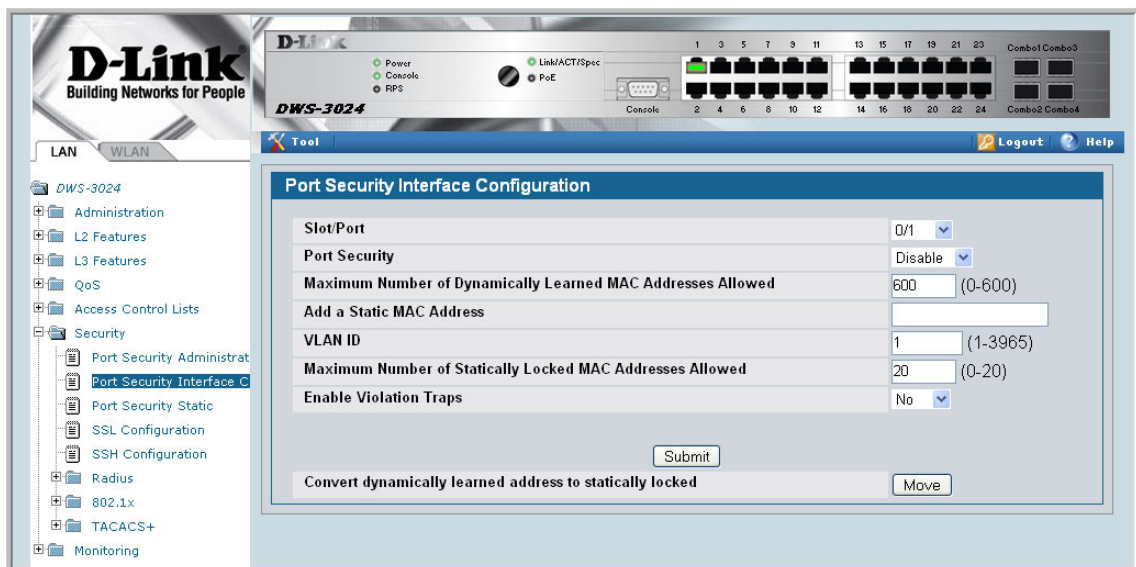 D-Link
Building Networks for People
D-Link
Power
Console
RPS
Link/ACT/Spee
PoE
DWS-3024
Console
1 3 5 7 9 11 13 15 17 19 21 23 Combo1 Combo3
2 4 6 8 10 12 14 16 18 20 22 24 Combo2 Combo4
LAN WLAN
Tool Logout Help
DWS-3024
Administration
L2 Features
L3 Features
QoS
Access Control Lists
Security
Port Security Administrat
Port Security Interface C
Port Security Static
SSL Configuration
SSH Configuration
Radius
802.1x
TACACS+
Monitoring
Port Security Interface Configuration
Slot/Port 0/1
Port Security Disable
Maximum Number of Dynamically Learned MAC Addresses Allowed 600 (0-600)
Add a Static MAC Address
VLAN ID 1 (1-3965)
Maximum Number of Statically Locked MAC Addresses Allowed 20 (0-20)
Enable Violation Traps No
Submit
Convert dynamically learned address to statically locked Move